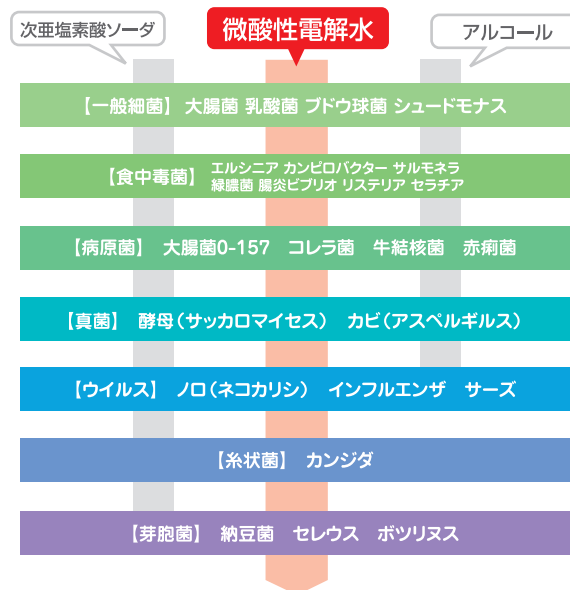 次亜塩素酸ソーダ
微酸性電解水
アルコール
【一般細菌】 大腸菌 乳酸菌 ブドウ球菌 シュードモナス
【食中毒菌】 エルシニア カンピロバクター サルモネラ
緑膿菌 腸炎ビブリオ リステリア セラチア
【病原菌】 大腸菌0-157 コレラ菌 牛結核菌 赤痢菌
【真菌】 酵母（サッカロマイセス） カビ（アスペルギルス）
【ウイルス】 ノロ（ネコカリシ） インフルエンザ サーズ
【糸状菌】 カンジダ
【芽胞菌】 納豆菌 セレウス ボツリヌス